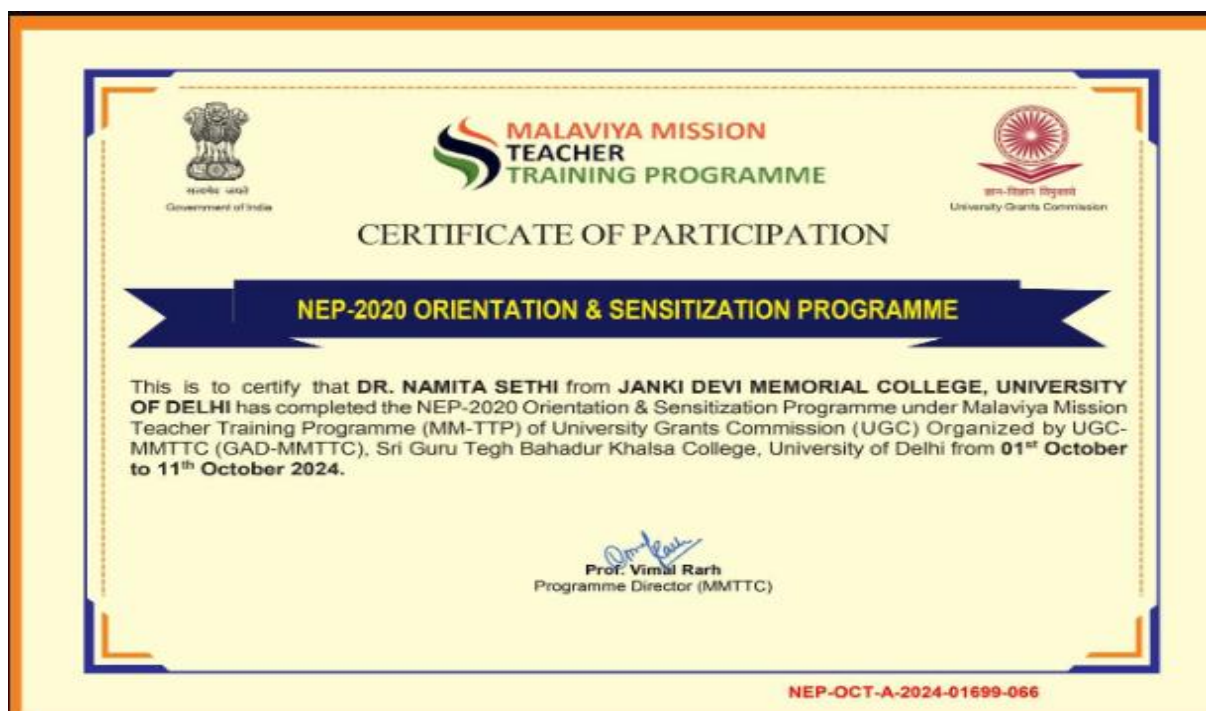 MALAVIYA MISSION
TEACHER
TRAINING PROGRAMME
सत्यमेव जयते
Government of India
ज्ञान-विज्ञान विमुक्तये
University Grants Commission
CERTIFICATE OF PARTICIPATION
NEP-2020 ORIENTATION & SENSITIZATION PROGRAMME
This is to certify that DR. NAMITA SETHI from JANKI DEVI MEMORIAL COLLEGE, UNIVERSITY
OF DELHI has completed the NEP-2020 Orientation & Sensitization Programme under Malaviya Mission
Teacher Training Programme (MM-TTP) of University Grants Commission (UGC) Organized by UGC-
MMTTC (GAD-MMTTC), Sri Guru Tegh Bahadur Khalsa College, University of Delhi from 01st October
to 11th October 2024.
Prof. Vimal Rarh
Programme Director (MMTTC)
NEP-OCT-A-2024-01699-066